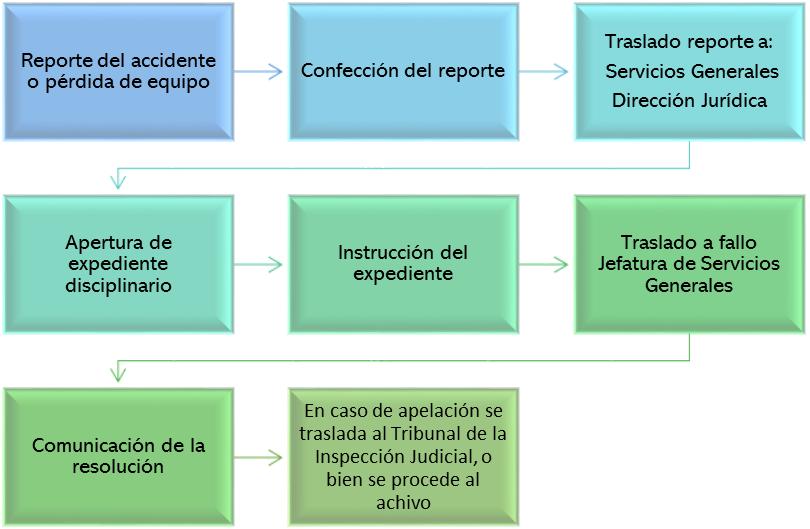 Reporte del accidente
o pérdida de equipo
Confección del reporte
Traslado reporte a:
Servicios Generales
Dirección Jurídica
Apertura de
expediente
disciplinario
Instrucción del
expediente
Traslado a fallo
Jefatura de Servicios
Generales
Comunicación de la
resolución
En caso de apelación se
traslada al Tribunal de la
Inspección Judicial, o
bien se procede al
achivo